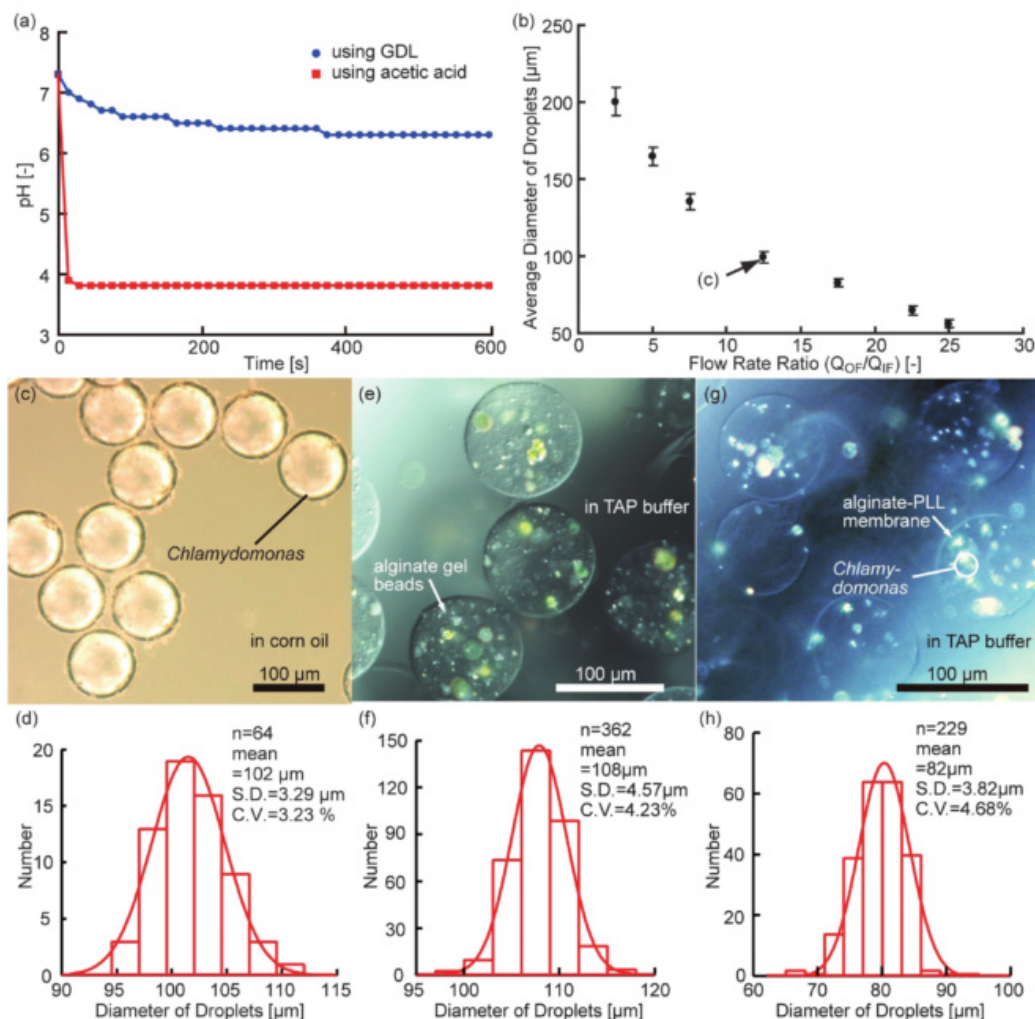 (a)
8
7
6
5
4
3
pH [-]
0
200
400
600
Time [s]
using GDL
using acetic acid
(b)
250
200
150
100
50
Average Diameter of Droplets [µm]
(c)
0
5
10
15
20
25
30
Flow Rate Ratio (QOF/QIF) [-]
(c)
Chlamydomonas
in corn oil
100 µm
(e)
in TAP buffer
alginate gel
beads
100 µm
(g)
alginate-PLL
membrane
Chlamy-
domonas
in TAP buffer
100 µm
(d)
n=64
mean
=102 µm
S.D.=3.29 µm
C.V.=3.23 %
20
15
10
5
0
Number
90
95
100
105
110
115
Diameter of Droplets [µm]
(f)
n=362
mean
=108µm
S.D.=4.57µm
C.V.=4.23%
150
120
90
60
30
0
Number
95
100
110
120
Diameter of Droplets [µm]
(h)
n=229
mean
=82µm
S.D.=3.82µm
C.V.=4.68%
80
60
40
20
0
Number
60
70
80
90
100
Diameter of Droplets [µm]